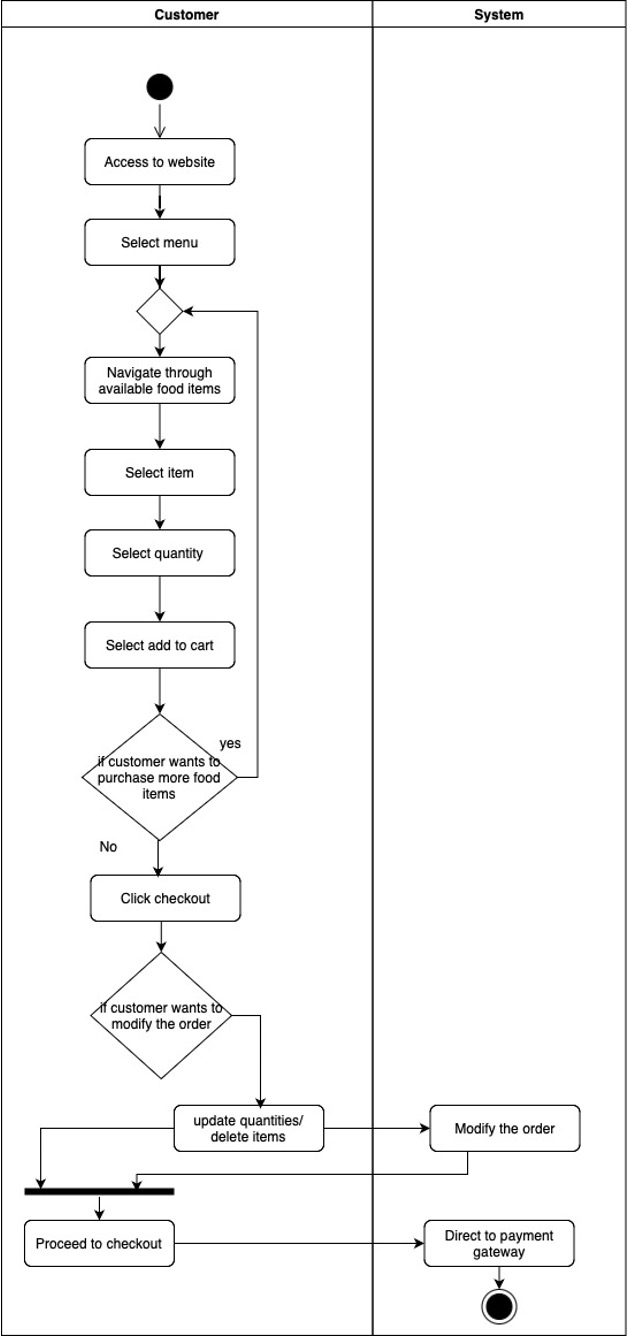 Customer
System
Access to website
Select menu
Navigate through
available food items
Select item
Select quantity
Select add to cart
yes
if customer wants to
purchase more food
items
No
Click checkout
if customer wants to
modify the order
update quantities/
delete items
Modify the order
Proceed to checkout
Direct to payment
gateway